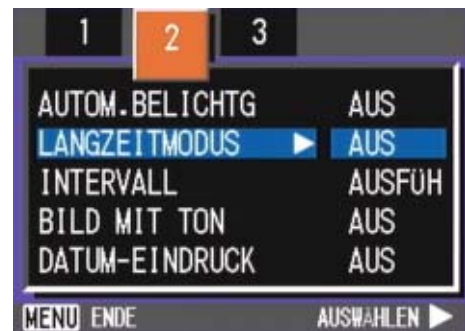 1 2 3
AUTOM.BELICHTG AUS
LANGZEITMODUS AUS
INTERVALL AUSFÜH
BILD MIT TON AUS
DATUM-EINDRUCK AUS
MENU ENDE AUSWÄHLEN